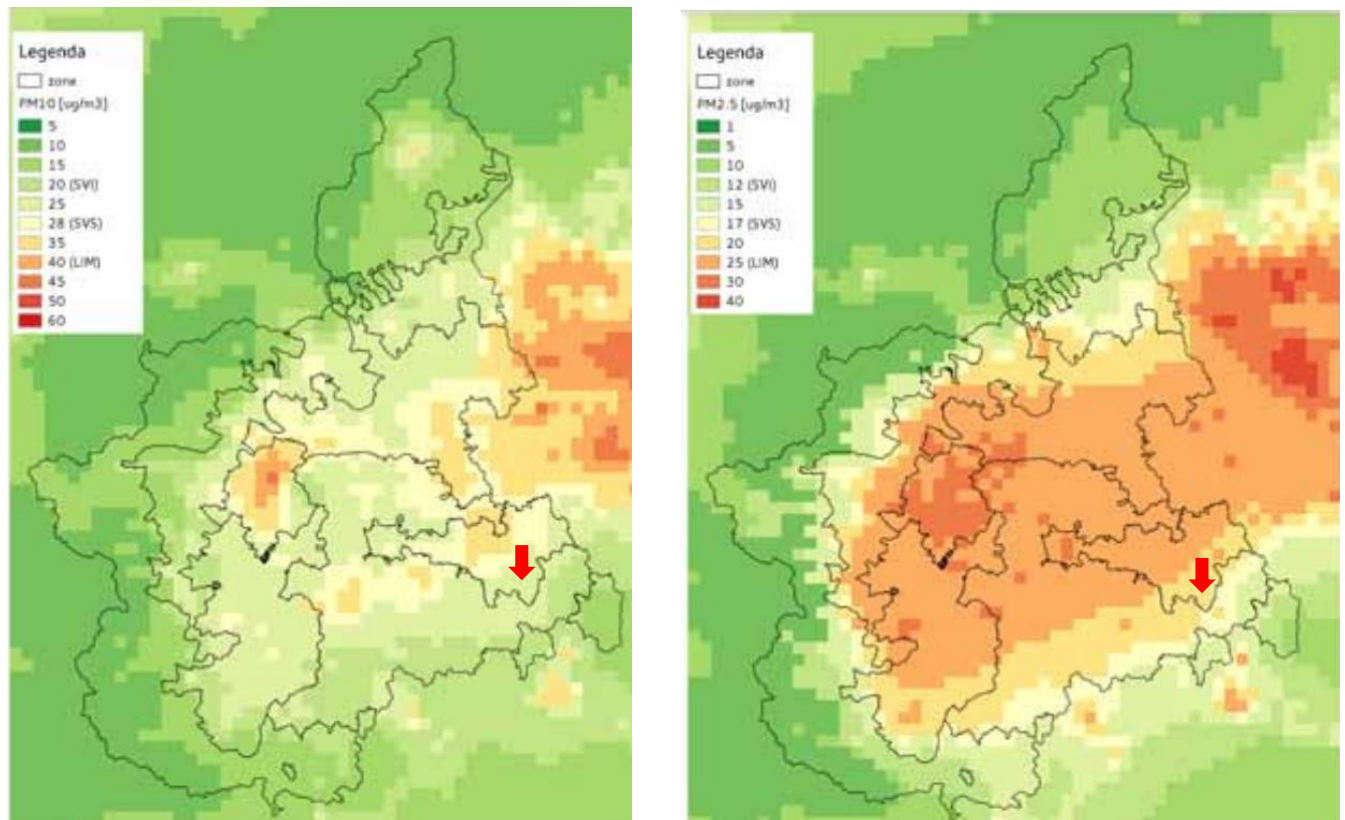 Legenda
zone
PM10 [ug/m3]
5
10
15
20 (SVI)
25
28 (SVS)
35
40 (LIM)
45
50
60
Legenda
zone
PM2.5 [ug/m3]
1
5
10
12 (SVI)
15
17 (SVS)
20
25 (LIM)
30
40